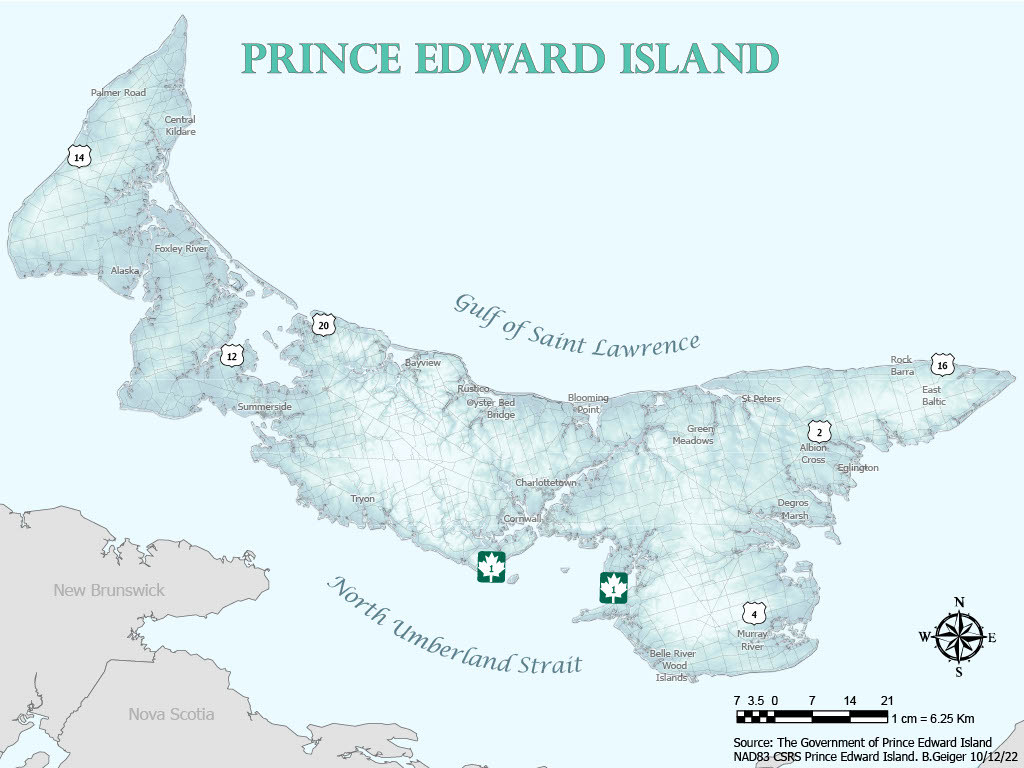 PRINCE EDWARD ISLAND
Palmer Road
Central
Kildare
14
Foxley River
Alaska
Gulf of Saint Lawrence
20
12
Bayview
Rock
Barra
16
Rustico
Oyster Bed
Bridge
Summerside
Blooming
Point
St Peters
East
Baltic
2
Green
Meadows
Albion
Cross
Eglington
Charlottetown
Tryon
Degros
Marsh
Cornwall
1
1
New Brunswick
North Umberland Strait
4
Murray
River
Belle River
Wood
Islands
N
W
E
S
Nova Scotia
7 3.5 0 7 14 21
1 cm = 6.25 Km
Source: The Government of Prince Edward Island
NAD83 CSRS Prince Edward Island. B.Geiger 10/12/22